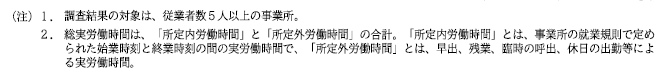 （注）１． 調査結果の対象は、従業者数５人以上の事業所。
２． 総実労働時間は、「所定内労働時間」と「所定外労働時間」の合計。「所定内労働時間」とは、事業所の就業規則で定め
られた始業時刻と終業時刻の間の実労働時間で、「所定外労働時間」とは、早出、残業、臨時の呼出、休日の出勤等によ
る実労働時間。